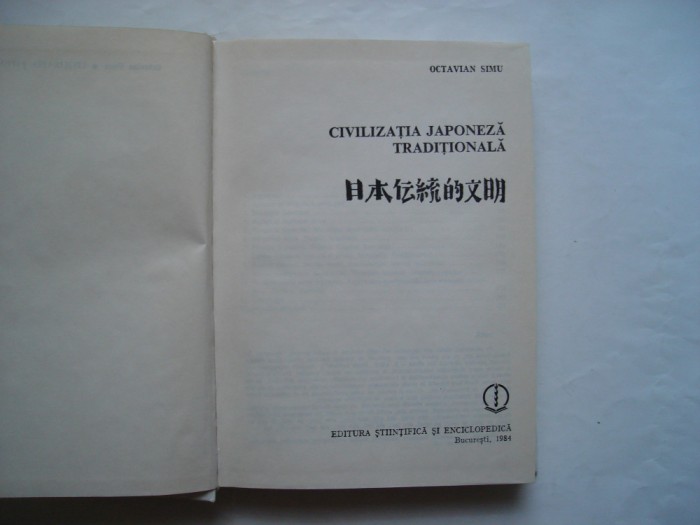 OCTAVIAN SIMU
CIVILIZAȚIA JAPONEZĂ
TRADIȚIONALĂ
日本伝統的文明
EDITURA ȘTIINȚIFICĂ ȘI ENCICLOPEDICĂ
București, 1984